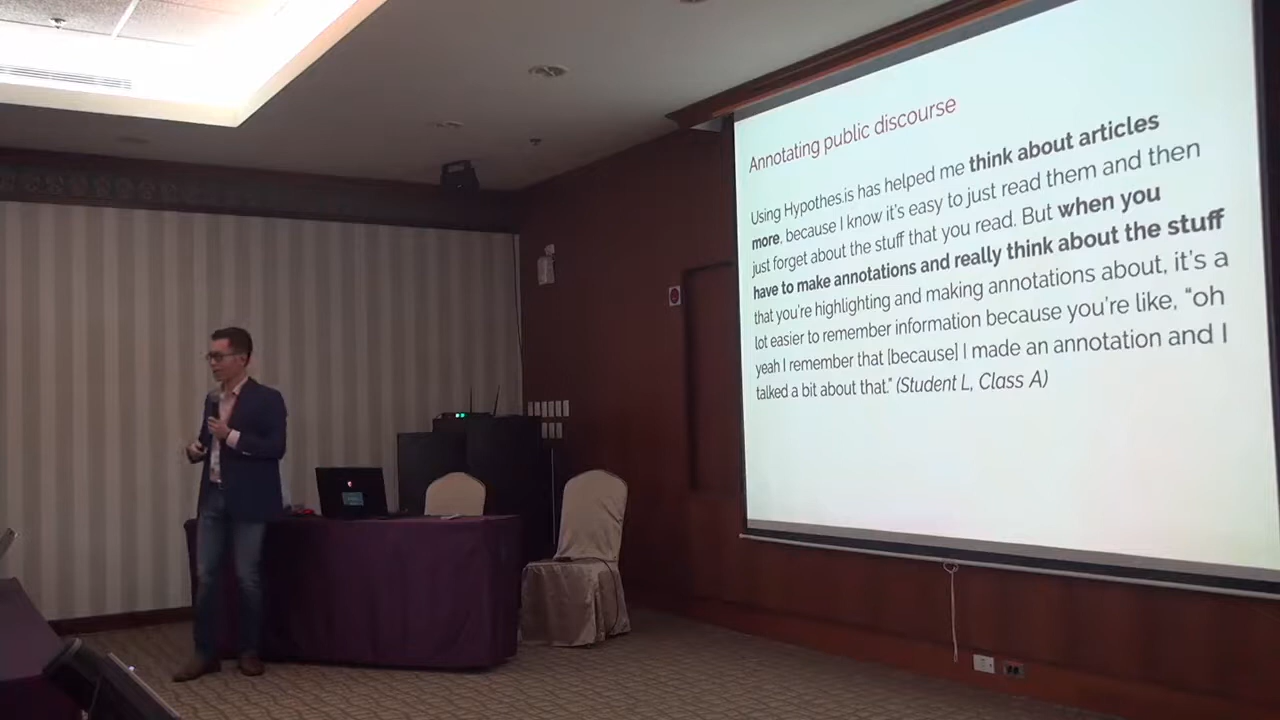 Annotating public discourse
Using Hypothes.is has helped me think about articles
more, because I know it's easy to just read them and then
just forget about the stuff that you read. But when you
have to make annotations and really think about the stuff
that you're highlighting and making annotations about, it's a
lot easier to remember information because you're like, "oh
yeah I remember that [because] I made an annotation and I
talked a bit about that." (Student L, Class A)